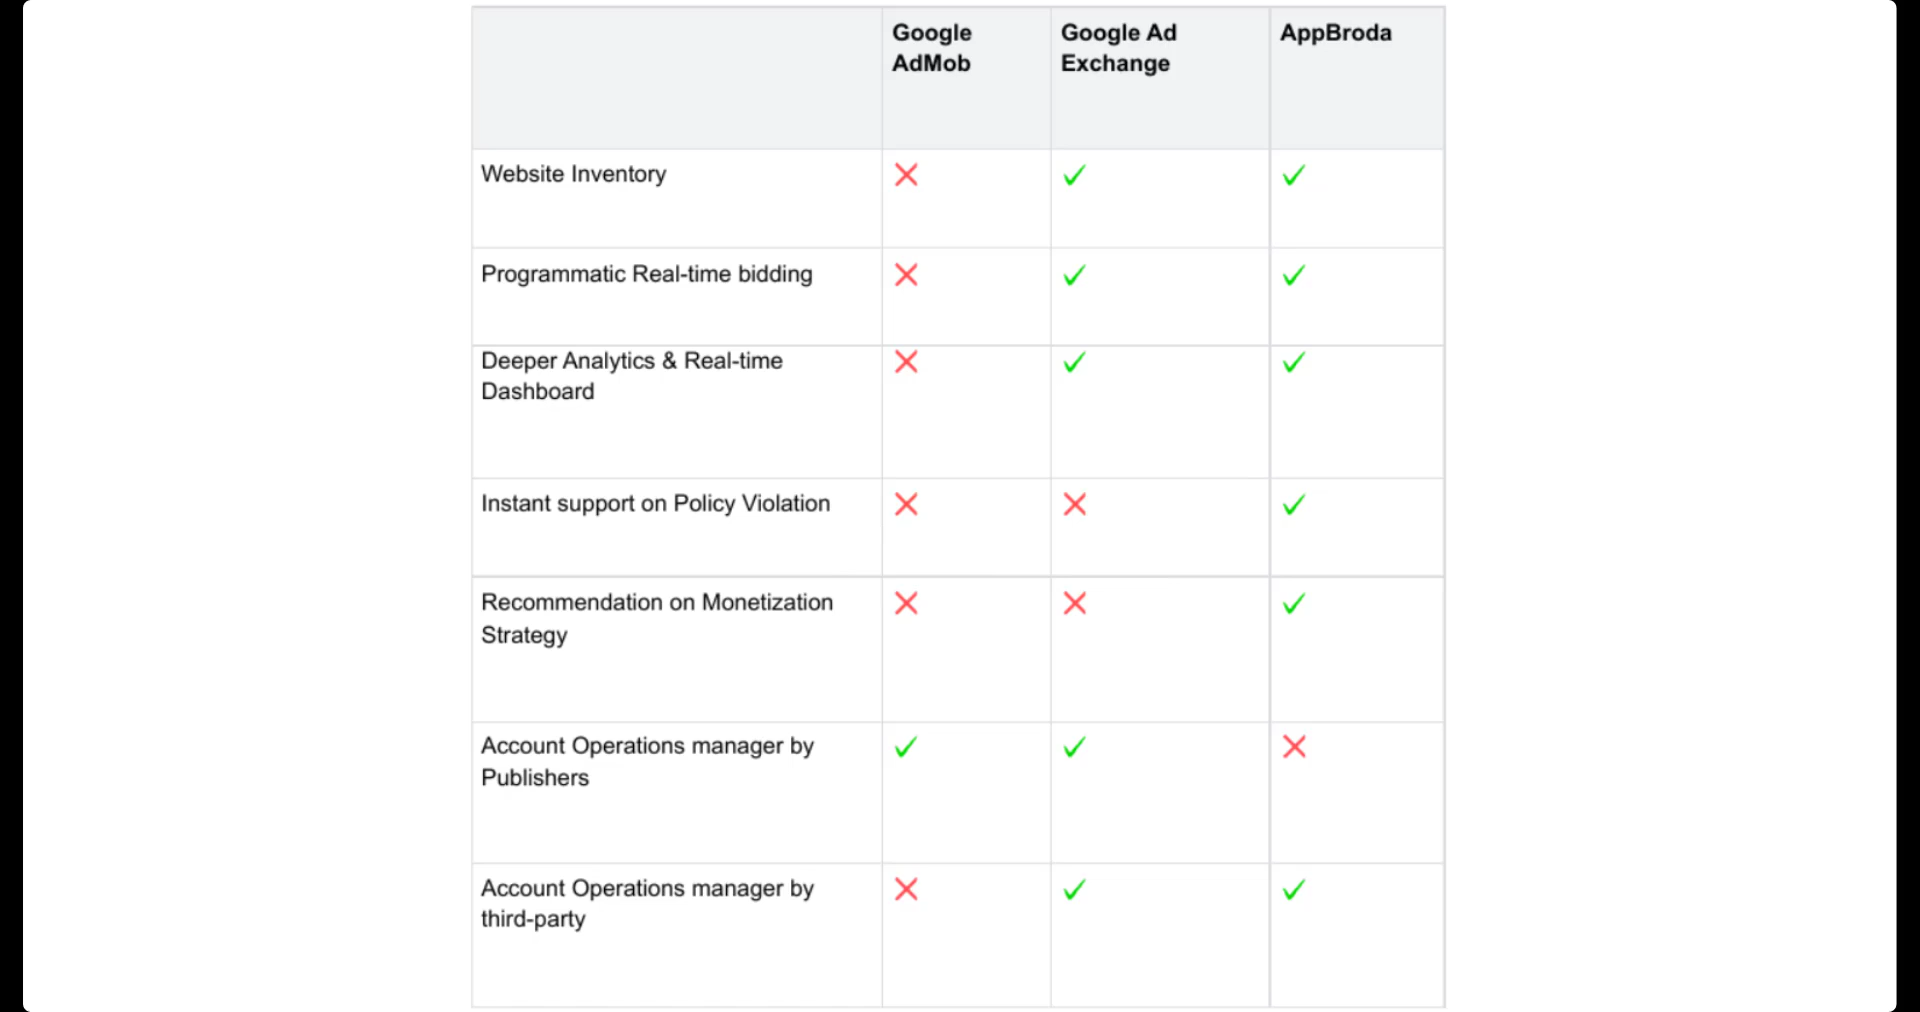 Google
AdMob
Google Ad
Exchange
AppBroda
Website Inventory
Programmatic Real-time bidding
Deeper Analytics & Real-time
Dashboard
Instant support on Policy Violation
Recommendation on Monetization
Strategy
Account Operations manager by
Publishers
Account Operations manager by
third-party